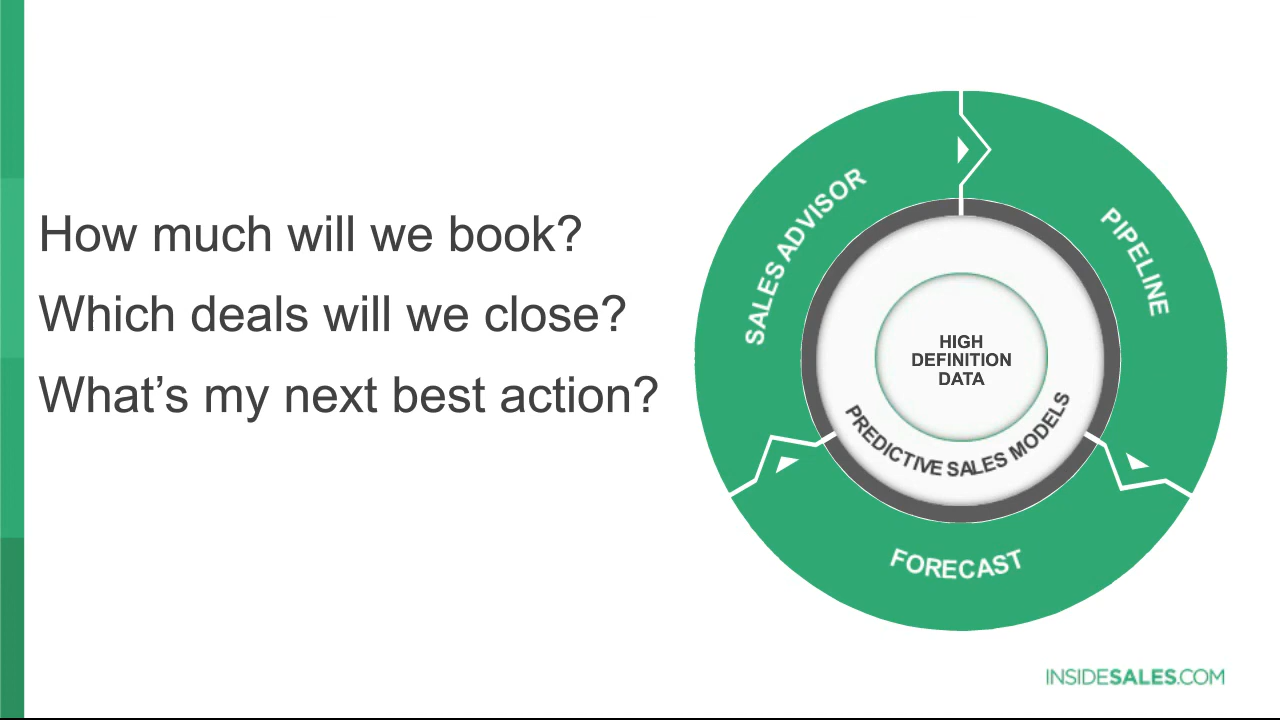 How much will we book?
Which deals will we close?
What’s my next best action?
SALES ADVISOR
PIPELINE
HIGH
DEFINITION
DATA
PREDICTIVE SALES MODELS
FORECAST
INSIDESALES.COM